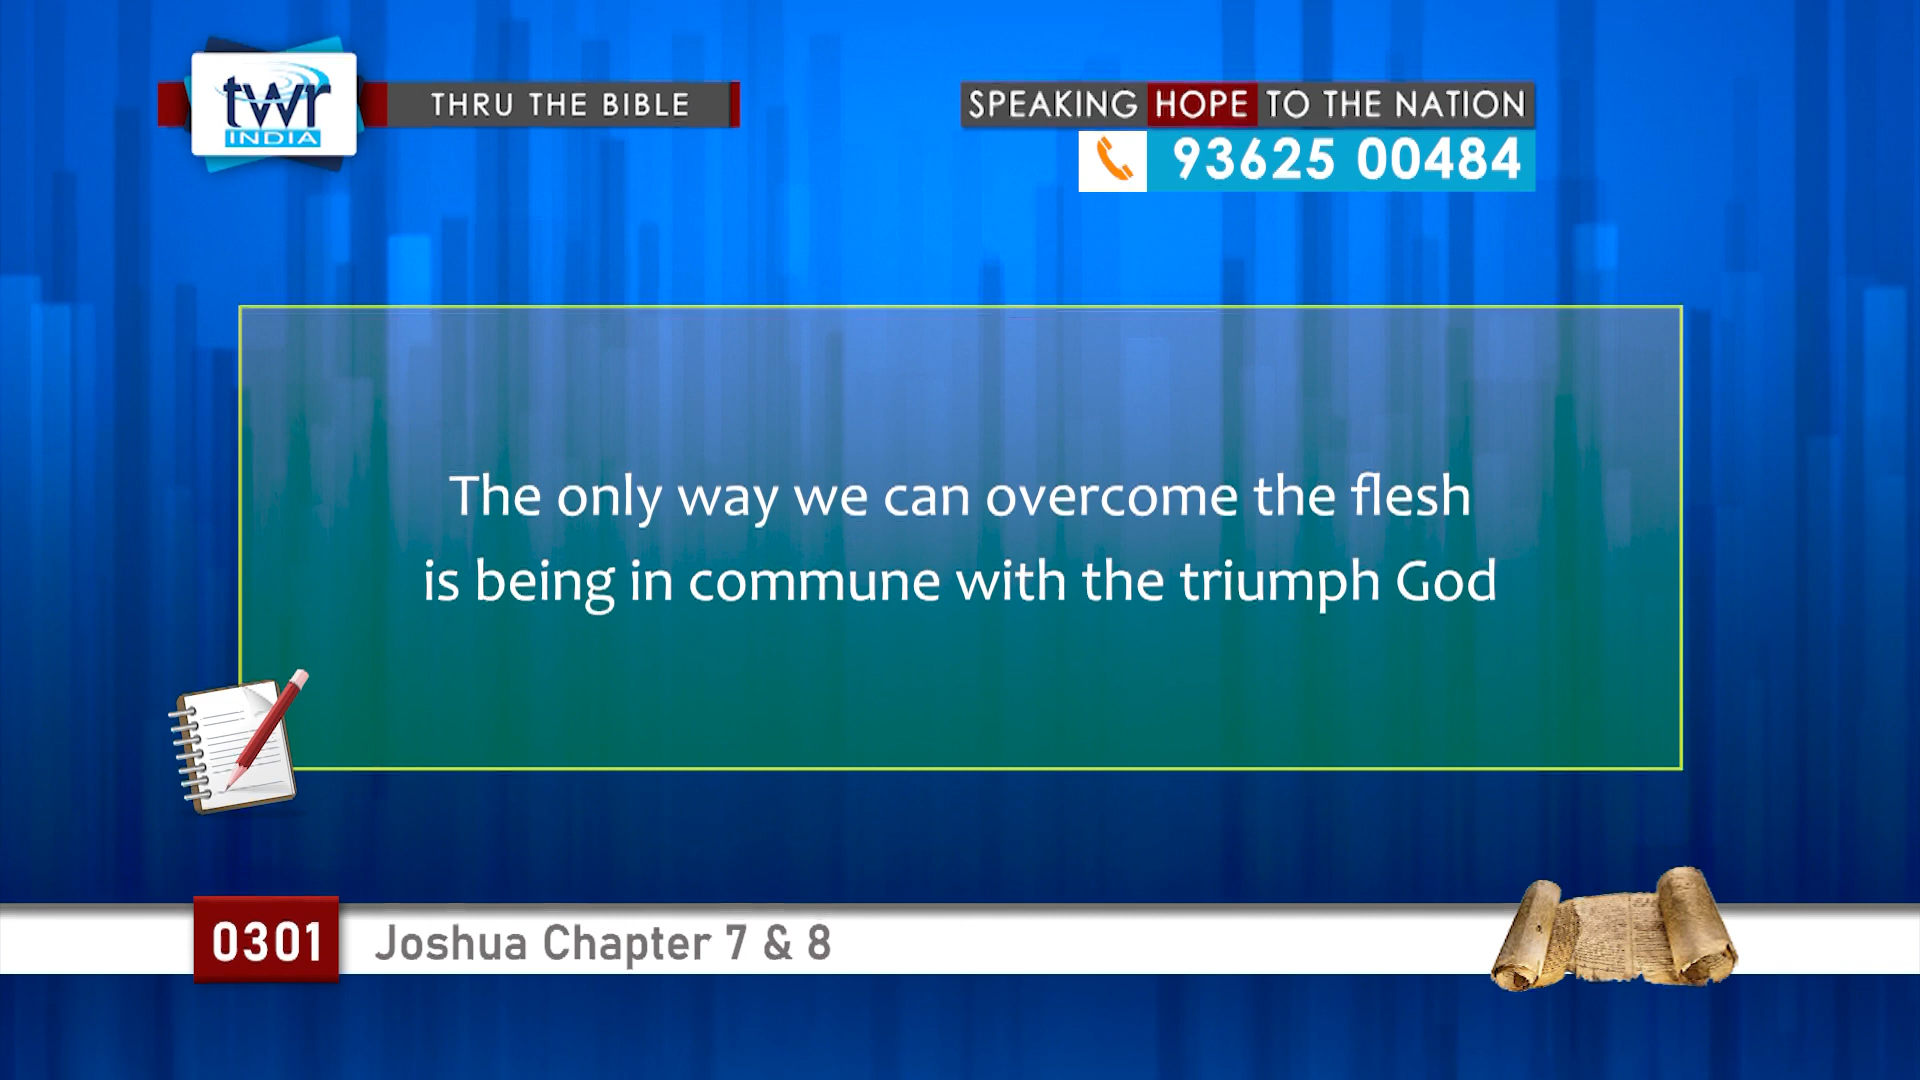 twr
INDIA
THRU THE BIBLE
SPEAKING HOPE TO THE NATION
93625 00484
The only way we can overcome the flesh
is being in commune with the triumph God
0301 Joshua Chapter 7 & 8